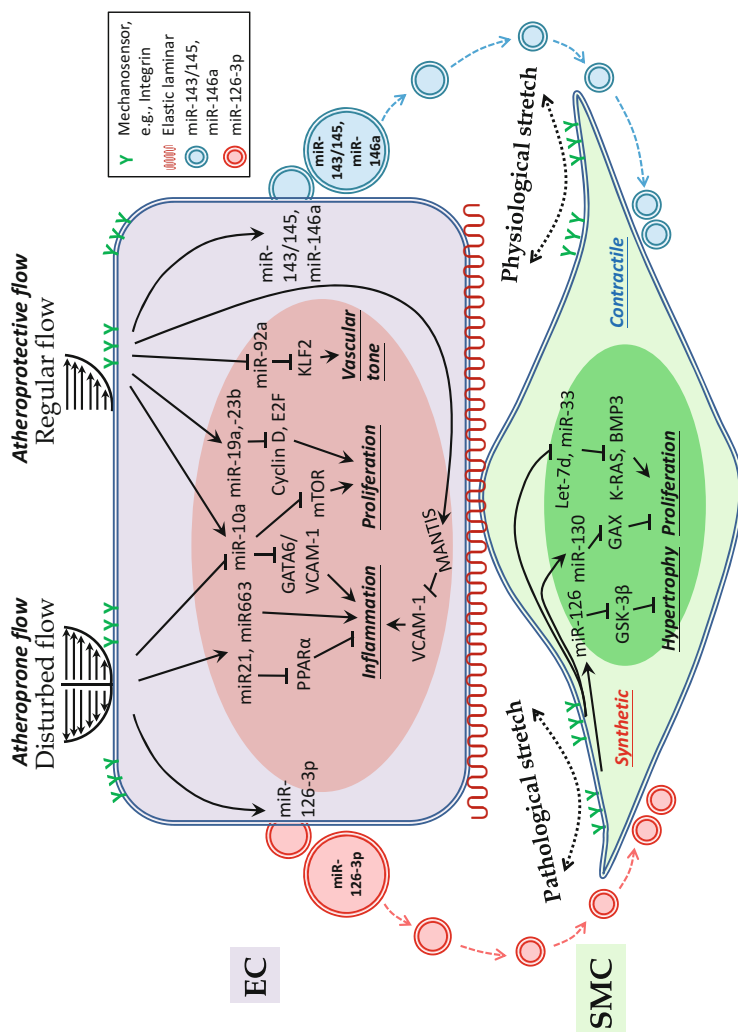 Atheroprone flow
Disturbed flow
Atheroprotective flow
Regular flow
Mechanosensor,
e.g., Integrin
Elastic laminar
miR-143/145,
miR-146a
miR-126-3p
EC
miR-
126-3p
miR-
126-3p
miR21, miR663
PPARα
miR-10a
GATA6/
VCAM-1
mTOR
miR-19a,-23b
Cyclin D, E2F
miR-92a
KLF2
Inflammation
Proliferation
Vascular
tone
VCAM-1
MANTIS
miR-
143/145,
miR-146a
miR-
143/145,
miR-
146a
SMC
Pathological stretch
Physiological stretch
Synthetic
Contractile
miR-126
GSK-3β
miR-130
GAX
Let-7d, miR-33
K-RAS, BMP3
Hypertrophy
Proliferation